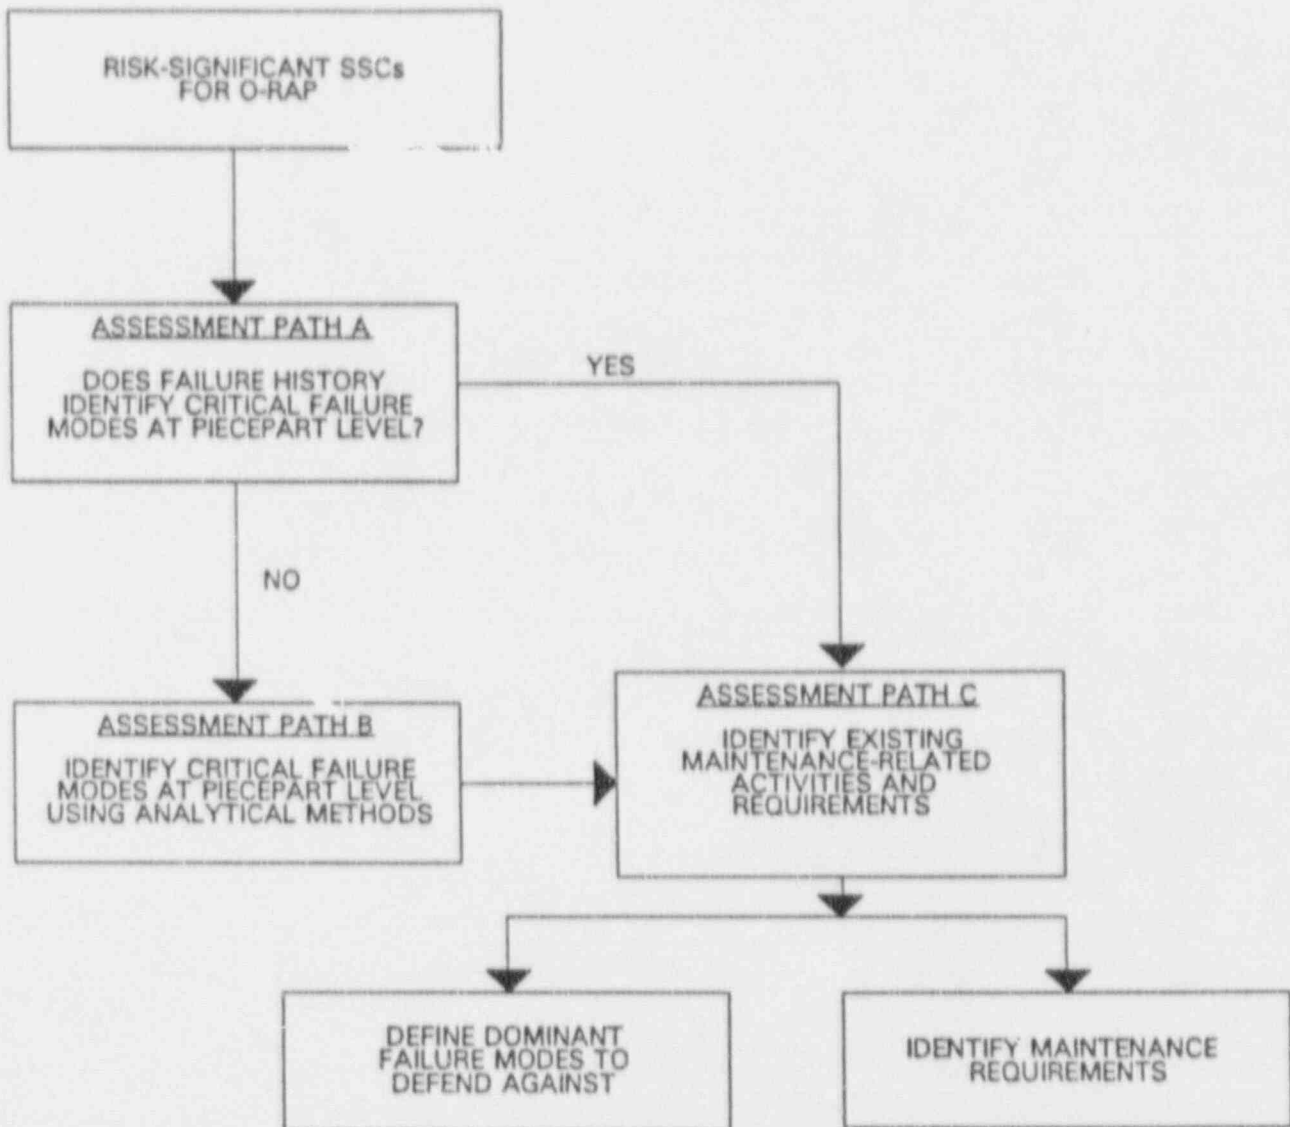 RISK-SIGNIFICANT SSCs
FOR O-RAP
ASSESSMENT PATH A
DOES FAILURE HISTORY
IDENTIFY CRITICAL FAILURE
MODES AT PIECEPART LEVEL?
YES
NO
ASSESSMENT PATH B
IDENTIFY CRITICAL FAILURE
MODES AT PIECEPART LEVEL
USING ANALYTICAL METHODS
ASSESSMENT PATH C
IDENTIFY EXISTING
MAINTENANCE-RELATED
ACTIVITIES AND
REQUIREMENTS
DEFINE DOMINANT
FAILURE MODES TO
DEFEND AGAINST
IDENTIFY MAINTENANCE
REQUIREMENTS